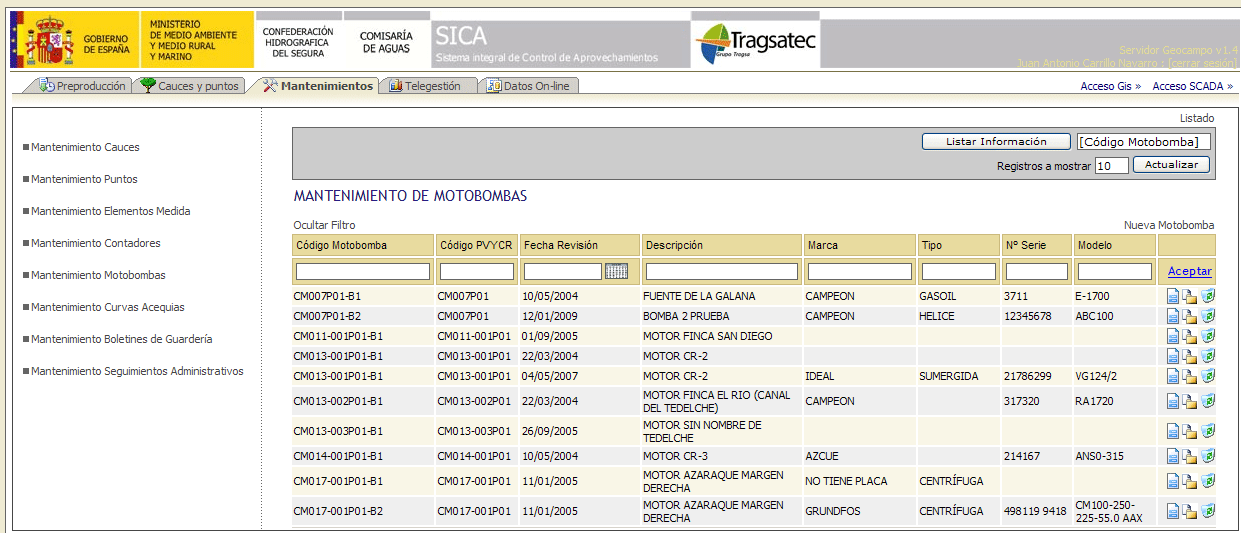 GOBIERNO
DE ESPAÑA
MINISTERIO
DE MEDIO AMBIENTE
Y MEDIO RURAL
Y MARINO
CONFEDERACIÓN
HIDROGRAFICA
DEL SEGURA
COMISARÍA
DE AGUAS
SICA
Sistema integral de Control de Aprovechamientos
Tragsatec
Grupo Tragsa
Servidor Geocampo v1.4
Juan Antonio Carrillo Navarro : [cerrar sesión]
Preproducción Cauces y puntos Mantenimientos Telegestión Datos On-line
Acceso Gis » Acceso SCADA »
Listado
Mantenimiento Cauces
Mantenimiento Puntos
Mantenimiento Elementos Medida
Mantenimiento Contadores
Mantenimiento Motobombas
Mantenimiento Curvas Acequias
Mantenimiento Boletines de Guardería
Mantenimiento Seguimientos Administrativos
Listar Información [Código Motobomba]
Registros a mostrar 10 Actualizar
MANTENIMIENTO DE MOTOBOMBAS
Ocultar Filtro Nueva Motobomba
Código Motobomba Código PVYCR Fecha Revisión Descripción Marca Tipo Nº Serie Modelo
Aceptar
CM007P01-B1 CM007P01 10/05/2004 FUENTE DE LA GALANA CAMPEON GASOIL 3711 E-1700
CM007P01-B2 CM007P01 12/01/2009 BOMBA 2 PRUEBA CAMPEON HELICE 12345678 ABC100
CM011-001P01-B1 CM011-001P01 01/09/2005 MOTOR FINCA SAN DIEGO
CM013-001P01-B1 CM013-001P01 22/03/2004 MOTOR CR-2
CM013-001P01-B1 CM013-001P01 04/05/2007 MOTOR CR-2 IDEAL SUMERGIDA 21786299 VG124/2
CM013-002P01-B1 CM013-002P01 22/03/2004 MOTOR FINCA EL RIO (CANAL
DEL TEDELCHE) CAMPEON 317320 RA1720
CM013-003P01-B1 CM013-003P01 26/09/2005 MOTOR SIN NOMBRE DE
TEDELCHE
CM014-001P01-B1 CM014-001P01 10/05/2004 MOTOR CR-3 AZCUE 214167 ANS0-315
CM017-001P01-B1 CM017-001P01 11/01/2005 MOTOR AZARAQUE MARGEN
DERECHA NO TIENE PLACA CENTRÍFUGA
CM017-001P01-B2 CM017-001P01 11/01/2005 MOTOR AZARAQUE MARGEN
DERECHA GRUNDFOS CENTRÍFUGA 498119 9418 CM100-250-
225-55.0 AAX